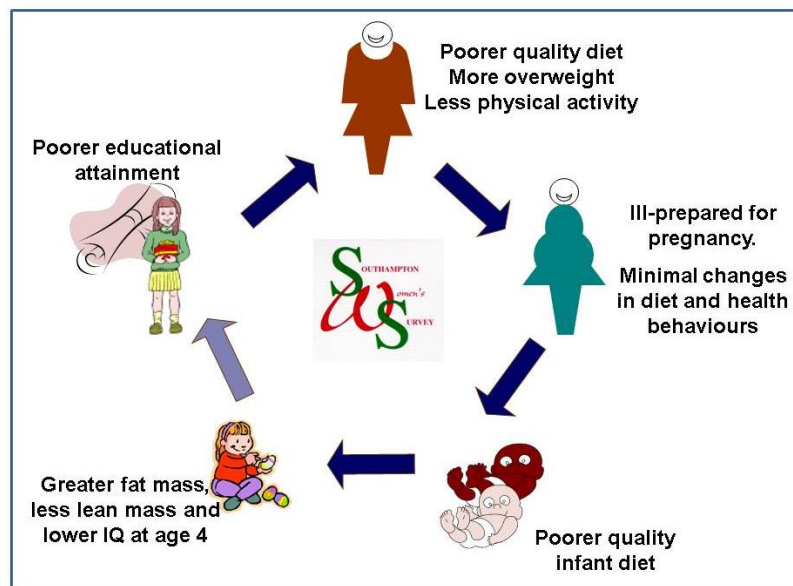 Poorer quality diet
More overweight
Less physical activity
Poorer educational
attainment
Ill-prepared for
pregnancy.
Minimal changes
in diet and health
behaviours
SOUTHAMPTON
Women's
SURVEY
Greater fat mass,
less lean mass and
lower IQ at age 4
Poorer quality
infant diet